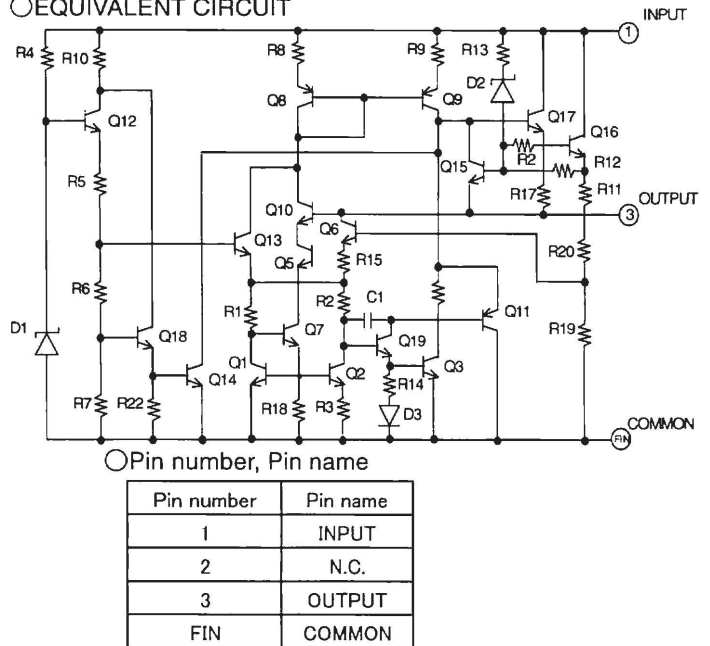 ○EQUIVALENT CIRCUIT
INPUT
1
R4
R10
R8
R9
R13
D2
Q8
Q9
Q12
Q17
Q16
R2
R12
Q15
R5
R11
R17
OUTPUT
3
Q10
Q6
Q13
Q5
R15
R20
R6
R1
R2
C1
Q11
D1
Q18
Q7
Q19
R19
Q1
Q2
Q3
Q14
R14
R7
R22
R18
R3
D3
COMMON
FIN
○Pin number, Pin name
Pin number Pin name
1 INPUT
2 N.C.
3 OUTPUT
FIN COMMON